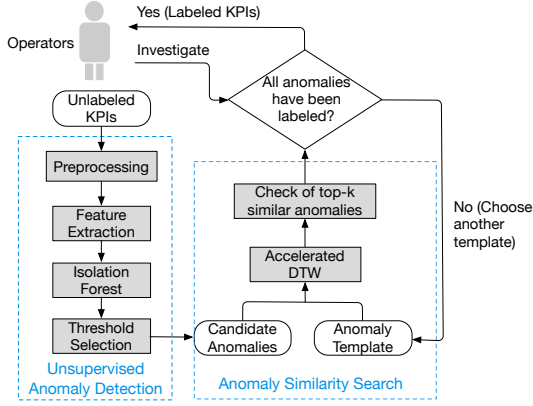 Yes (Labeled KPIs)
Operators
Investigate
All anomalies
have been
labeled?
Unlabeled
KPIs
Preprocessing
Feature
Extraction
Isolation
Forest
Threshold
Selection
Unsupervised
Anomaly Detection
Check of top-k
similar anomalies
Accelerated
DTW
Candidate
Anomalies
Anomaly
Template
Anomaly Similarity Search
No (Choose
another
template)